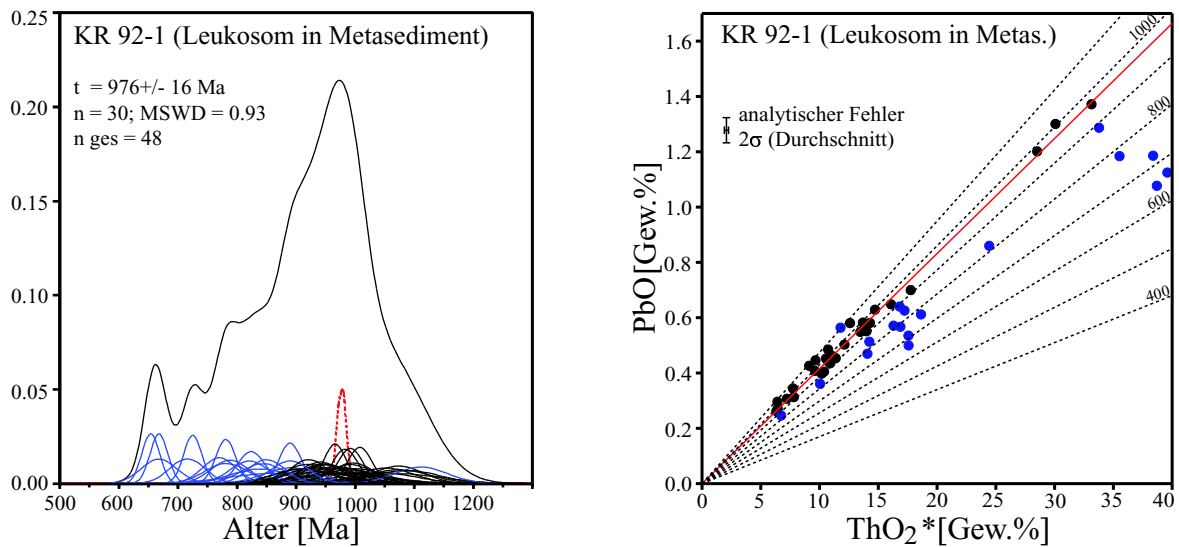 KR 92-1 (Leukosom in Metasediment)
t = 976+/- 16 Ma
n = 30; MSWD = 0.93
n ges = 48
0.25
0.20
0.15
0.10
0.05
0.00
500 600 700 800 900 1000 1100 1200
Alter [Ma]
KR 92-1 (Leukosom in Metas.)
analytischer Fehler
2σ (Durchschnitt)
PbO[Gew.%]
1.6
1.4
1.2
1.0
0.8
0.6
0.4
0.2
0.0
1000
800
600
400
0 5 10 15 20 25 30 35 40
ThO2*[Gew.%]